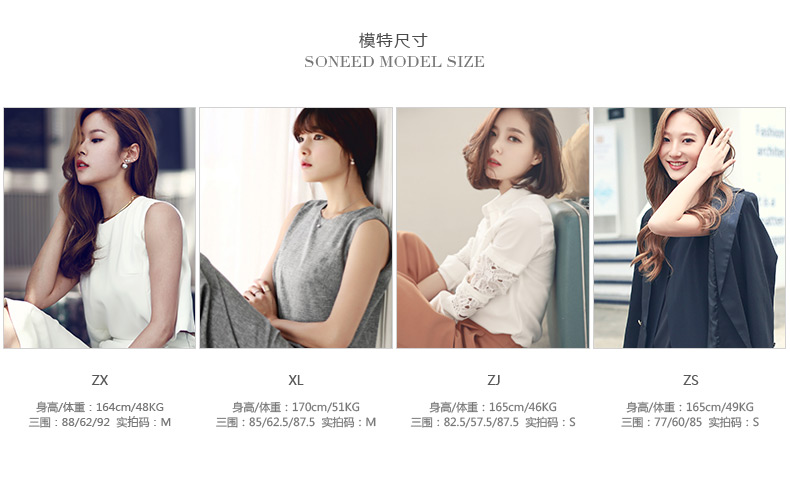 模特尺寸
SONEED MODEL SIZE
Fashion
ZX
XL
ZJ
ZS
身高/体重：164cm/48KG
三围：88/62/92 实拍码：M
身高/体重：170cm/51KG
三围：85/62.5/87.5 实拍码：M
身高/体重：165cm/46KG
三围：82.5/57.5/87.5 实拍码：S
身高/体重：165cm/49KG
三围：77/60/85 实拍码：S